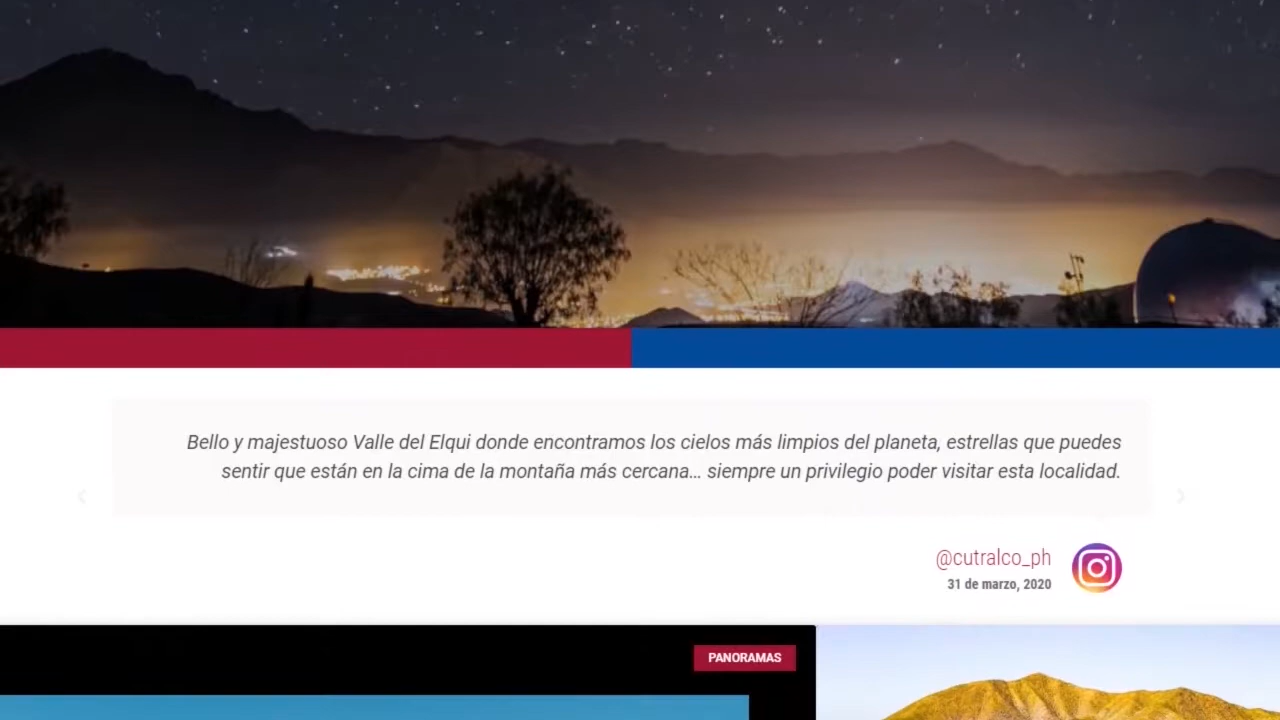 Bello y majestuoso Valle del Elqui donde encontramos los cielos más limpios del planeta, estrellas que puedes
sentir que están en la cima de la montaña más cercana... siempre un privilegio poder visitar esta localidad.
@cutralco_ph
31 de marzo, 2020
PANORAMAS